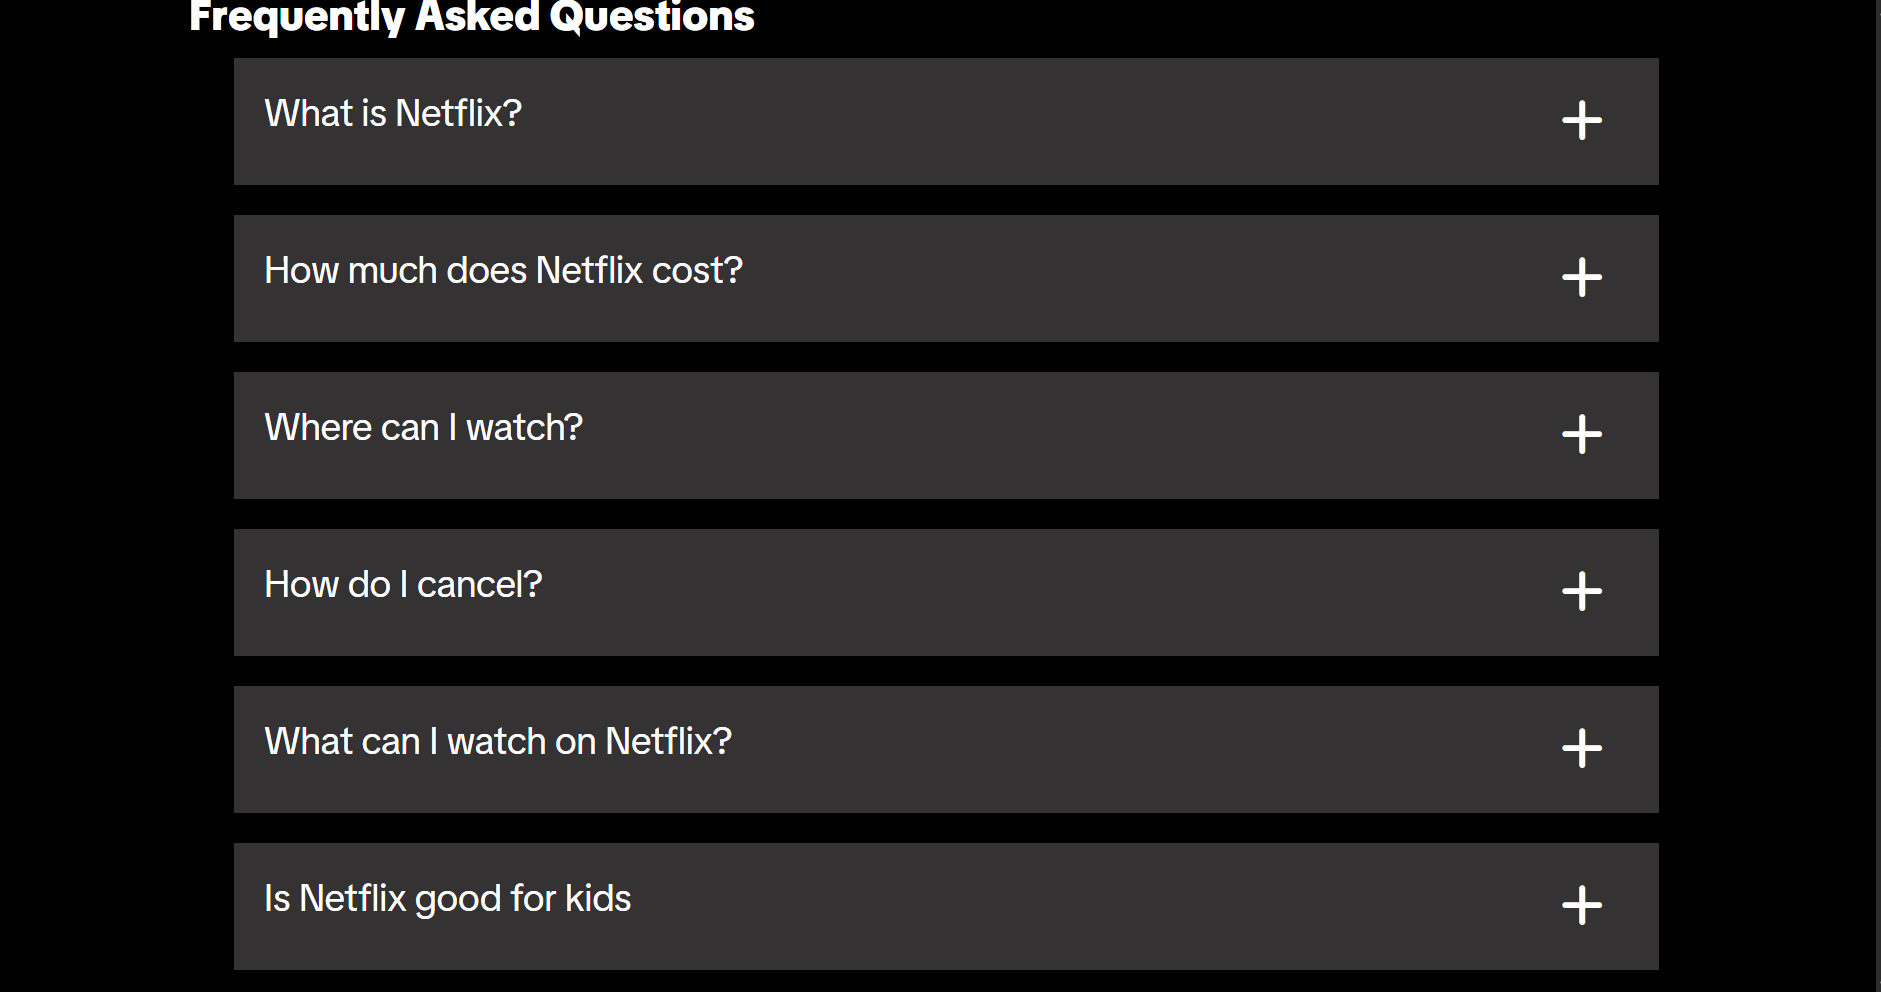 Frequently Asked Questions
What is Netflix?
How much does Netflix cost?
Where can I watch?
How do I cancel?
What can I watch on Netflix?
Is Netflix good for kids